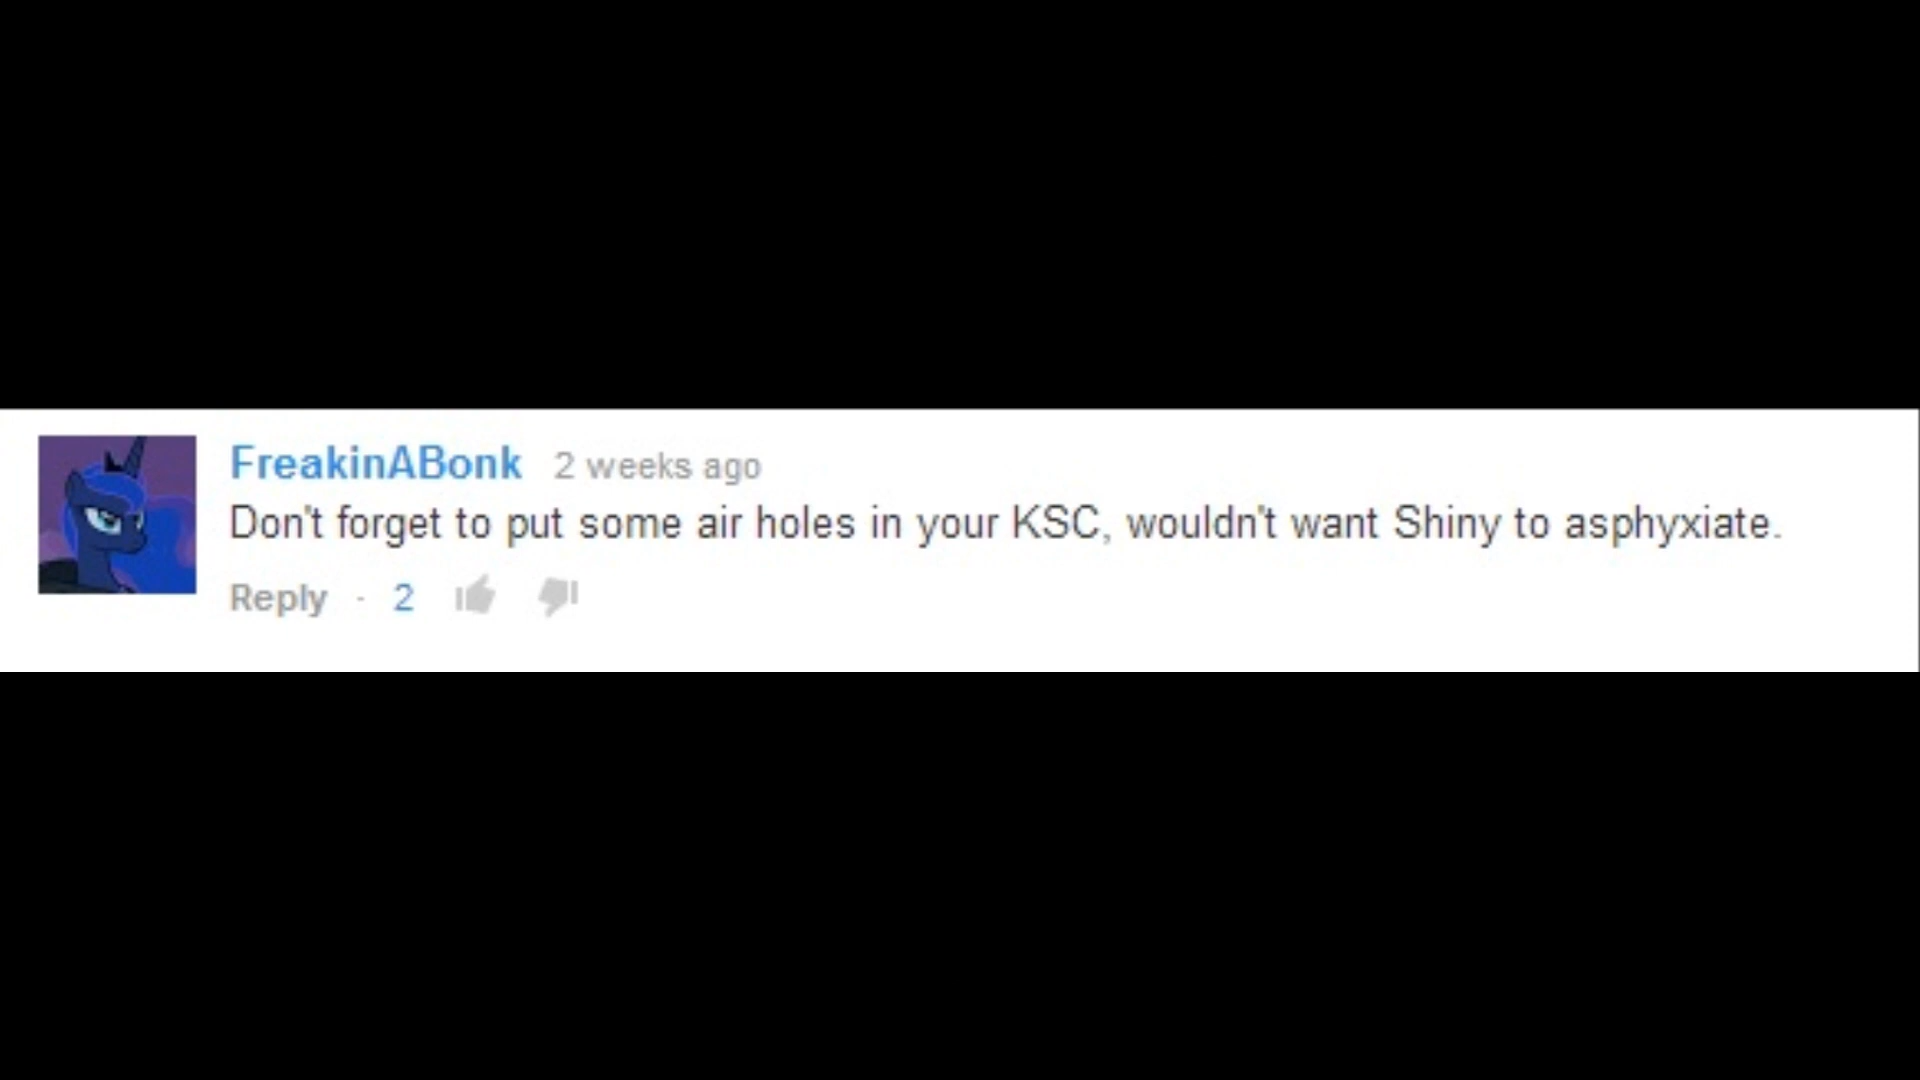 FreakinABonk 2 weeks ago
Don't forget to put some air holes in your KSC, wouldn't want Shiny to asphyxiate.
Reply · 2